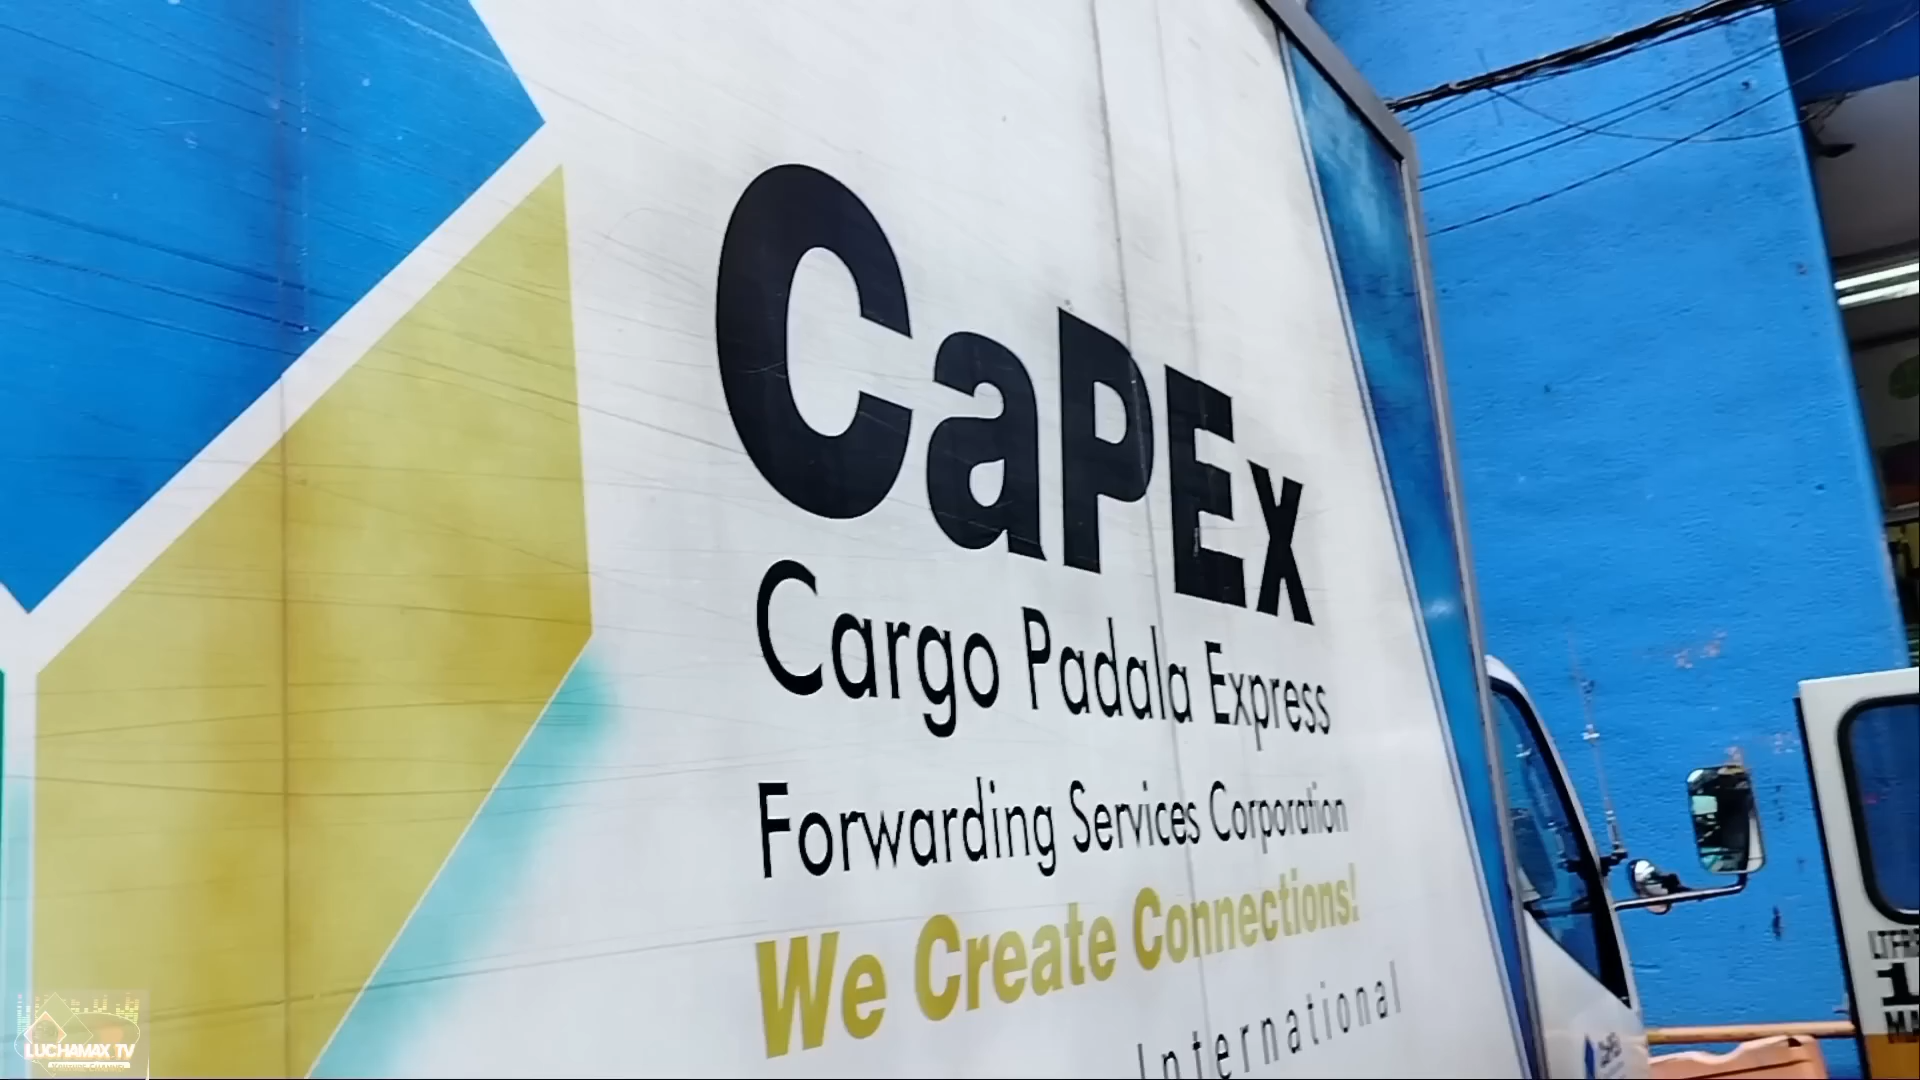 CaPEx
Cargo Padala Express
Forwarding Services Corporation
We Create Connections!
International
LUCHAMAX.TV